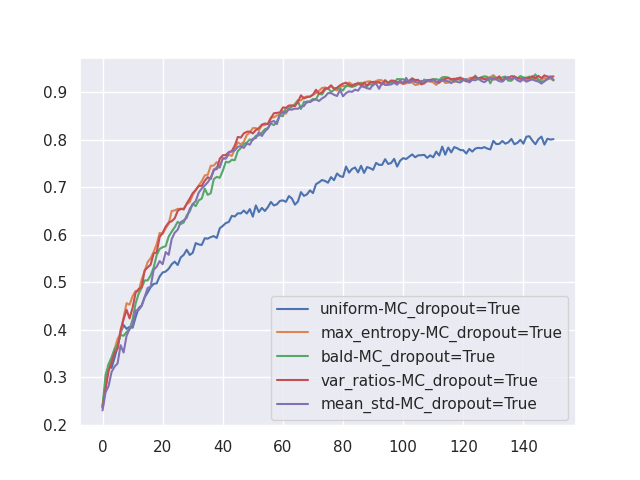 0.9
0.8
0.7
0.6
0.5
0.4
0.3
0.2
0 20 40 60 80 100 120 140
uniform-MC_dropout=True
max_entropy-MC_dropout=True
bald-MC_dropout=True
var_ratios-MC_dropout=True
mean_std-MC_dropout=True